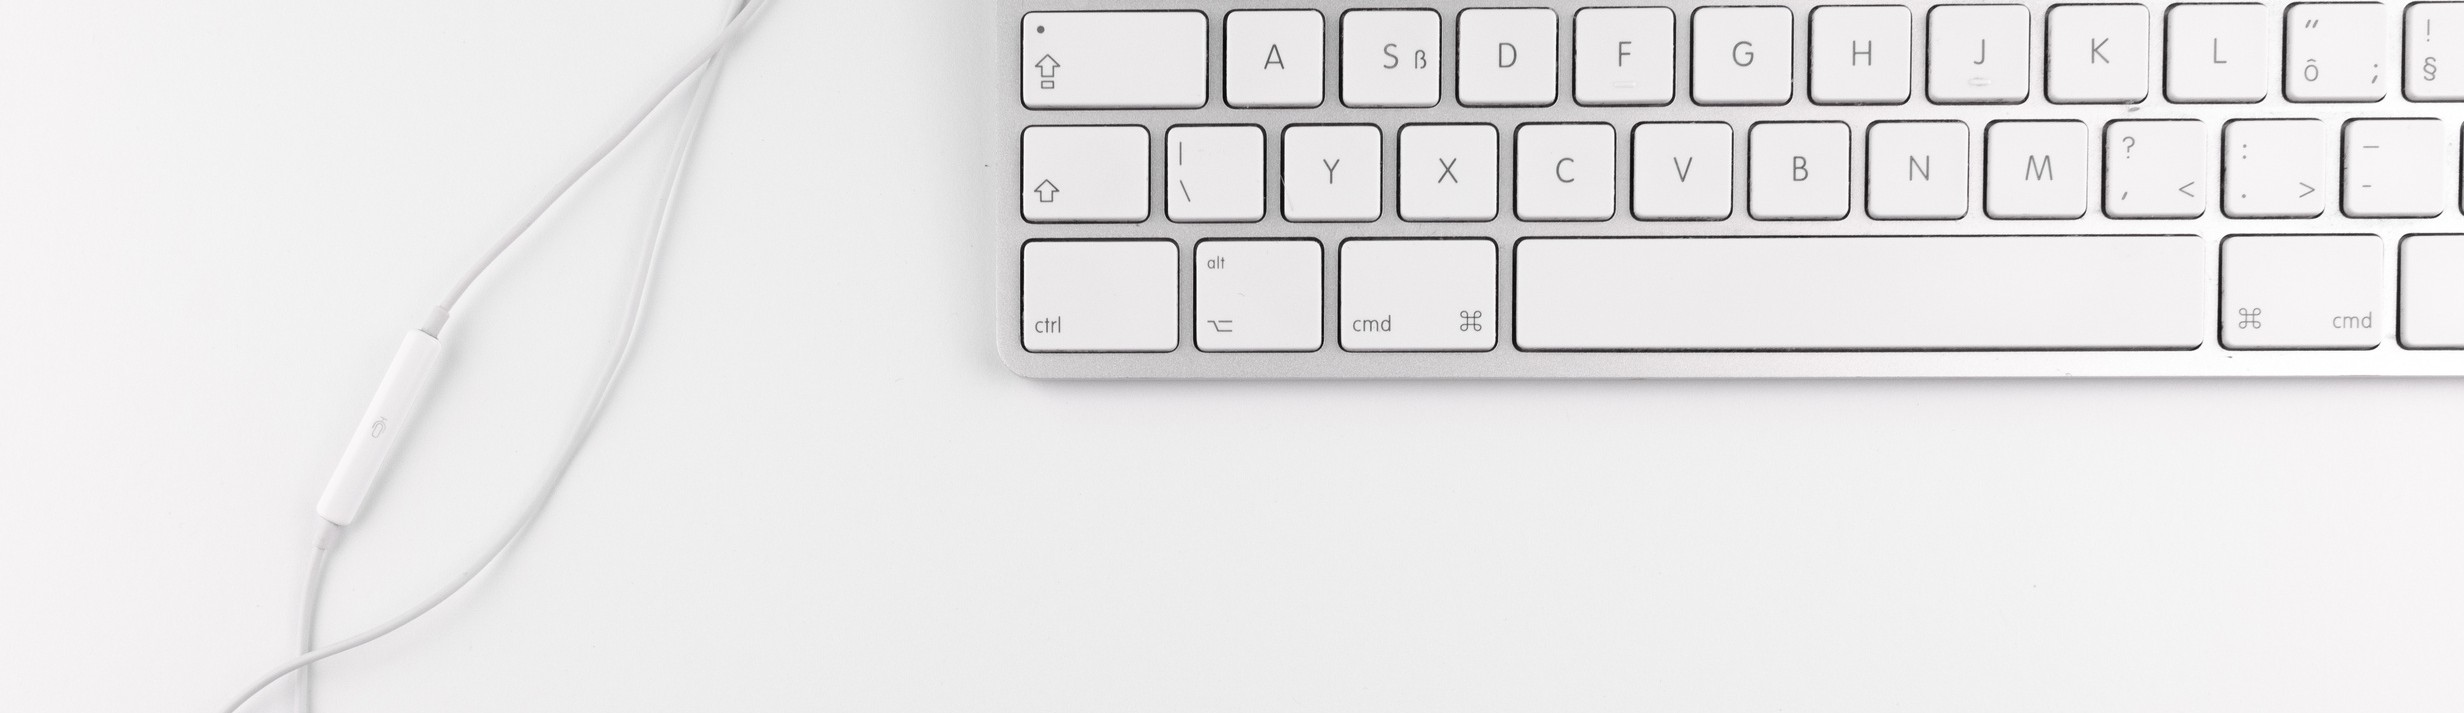 A S ß D F G H J K L " ô ; ! §
| \ Y X C V B N M ? , < : . > _ -
ctrl alt ⌥ cmd ⌘ ⌘ cmd